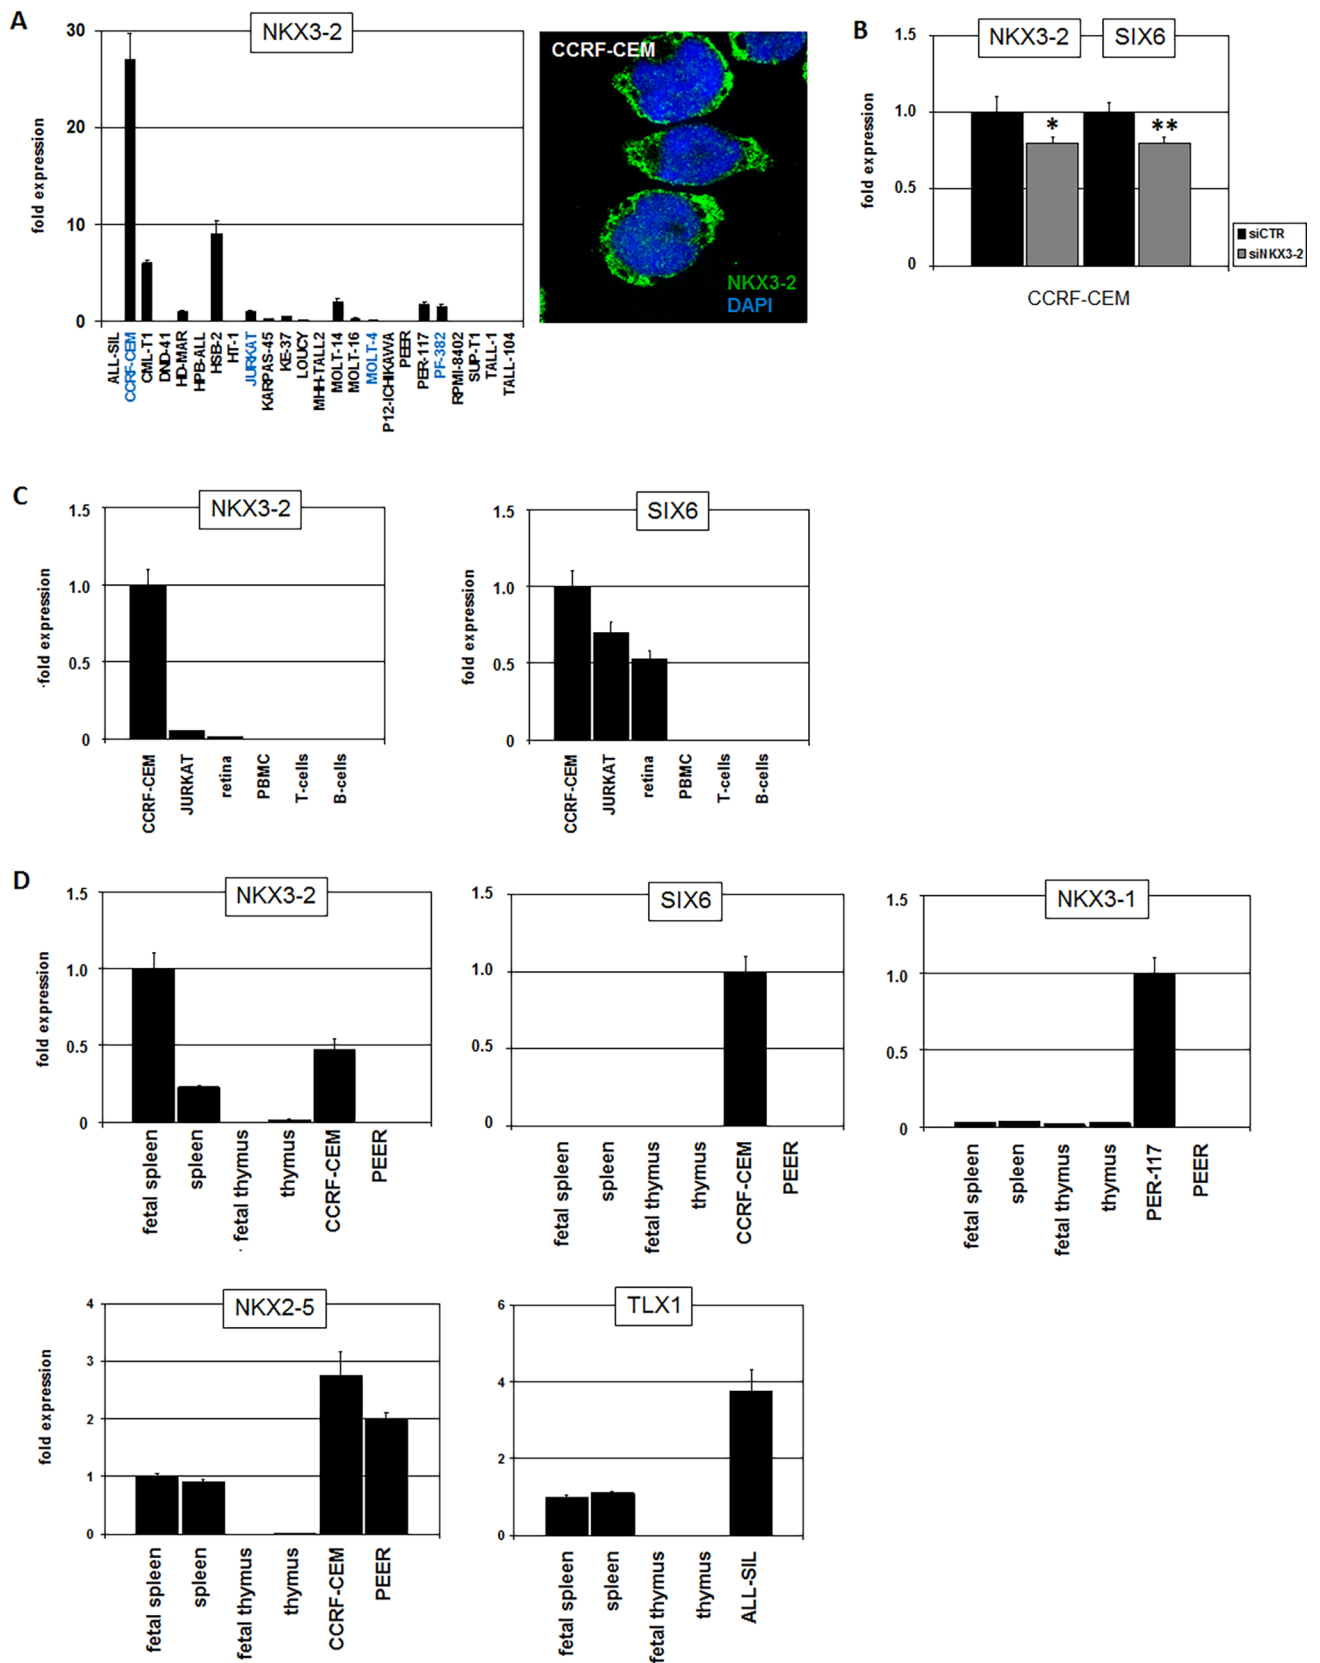 A
NKX3-2
30
20
10
0
fold expression
ALL-SIL
CCRF-CEM
CML-T1
DND-41
HD-MAR
HPB-ALL
HSB-2
HT-1
JURKAT
KARPAS-45
KE-37
LOUCY
MHH-TALL2
MOLT-14
MOLT-16
MOLT-4
P12-ICHIKAWA
PEER
PER-117
PF-382
RPMI-8402
SUP-T1
TALL-1
TALL-104
CCRF-CEM
NKX3-2
DAPI
B
NKX3-2 SIX6
1.5
1.0
0.5
0
fold expression
* **
CCRF-CEM
siCTR
siNKX3-2
C
NKX3-2
1.5
1.0
0.5
0
fold expression
CCRF-CEM
JURKAT
retina
PBMC
T-cells
B-cells
SIX6
1.5
1.0
0.5
0
fold expression
CCRF-CEM
JURKAT
retina
PBMC
T-cells
B-cells
D
NKX3-2
1.5
1.0
0.5
0
fold expression
fetal spleen
spleen
fetal thymus
thymus
CCRF-CEM
PEER
SIX6
1.5
1.0
0.5
0
fetal spleen
spleen
fetal thymus
thymus
CCRF-CEM
PEER
NKX3-1
1.5
1.0
0.5
0
fetal spleen
spleen
fetal thymus
thymus
PER-117
PEER
NKX2-5
4
3
2
1
0
fold expression
fetal spleen
spleen
fetal thymus
thymus
CCRF-CEM
PEER
TLX1
6
4
2
0
fetal spleen
spleen
fetal thymus
thymus
ALL-SIL